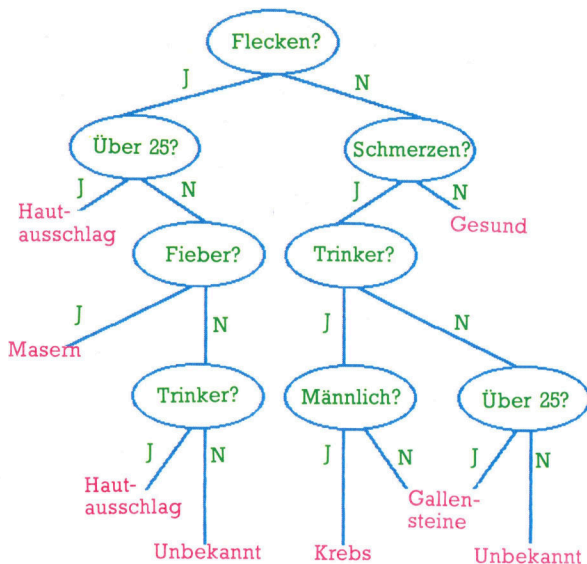 Flecken?
J N
Über 25? Schmerzen?
J N J N
Haut-
ausschlag
Gesund
Fieber? Trinker?
J N J N
Masern
Trinker? Männlich? Über 25?
J N J N J N
Haut-
ausschlag
Gallen-
steine
Unbekannt Krebs Unbekannt